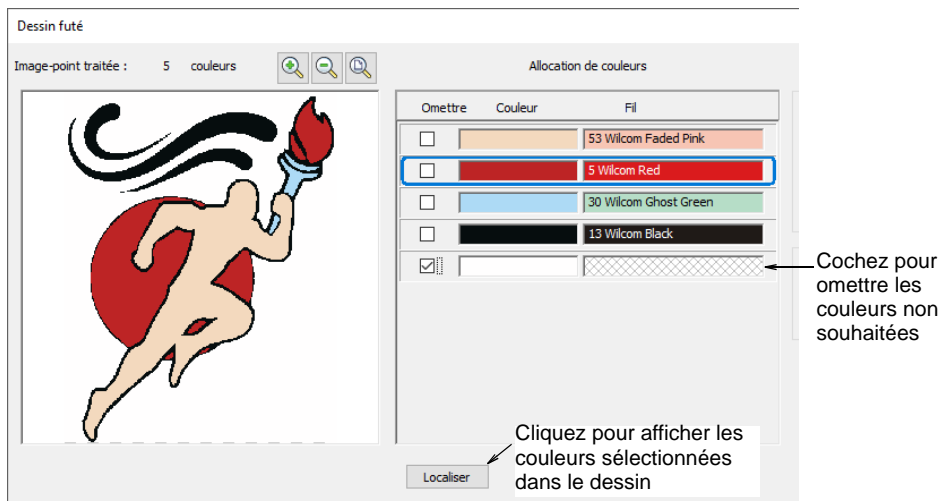 Dessin futé
Image-point traitée : 5 couleurs
Allocation de couleurs
Omettre Couleur Fil
53 Wilcom Faded Pink
5 Wilcom Red
30 Wilcom Ghost Green
13 Wilcom Black
Cochez pour
omettre les
couleurs non
souhaitées
Cliquez pour afficher les
couleurs sélectionnées
dans le dessin
Localiser